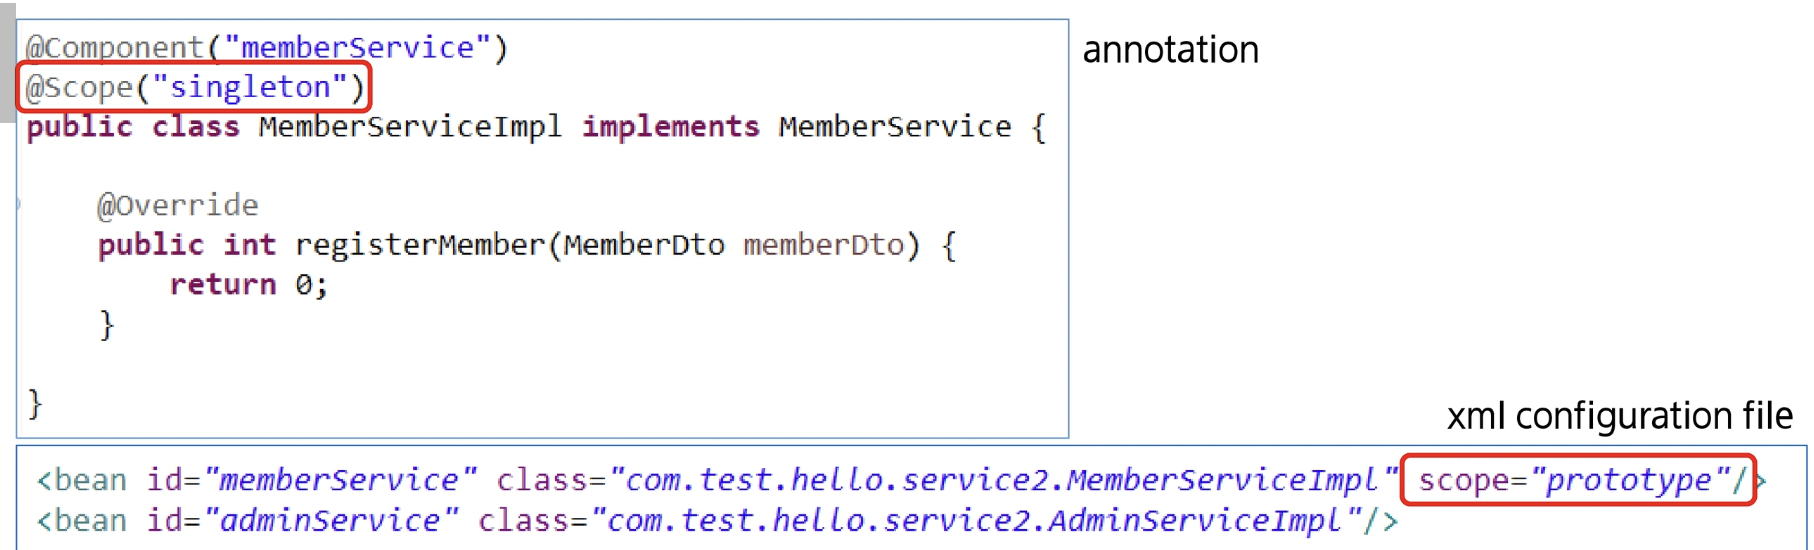 @Component("memberService")
annotation
@Scope("singleton")
public class MemberServiceImpl implements MemberService {
@Override
public int registerMember(MemberDto memberDto) {
return 0;
}
}
xml configuration file
<bean id="memberService" class="com.test.hello.service2.MemberServiceImpl" scope="prototype"/>
<bean id="adminService" class="com.test.hello.service2.AdminServiceImpl"/>